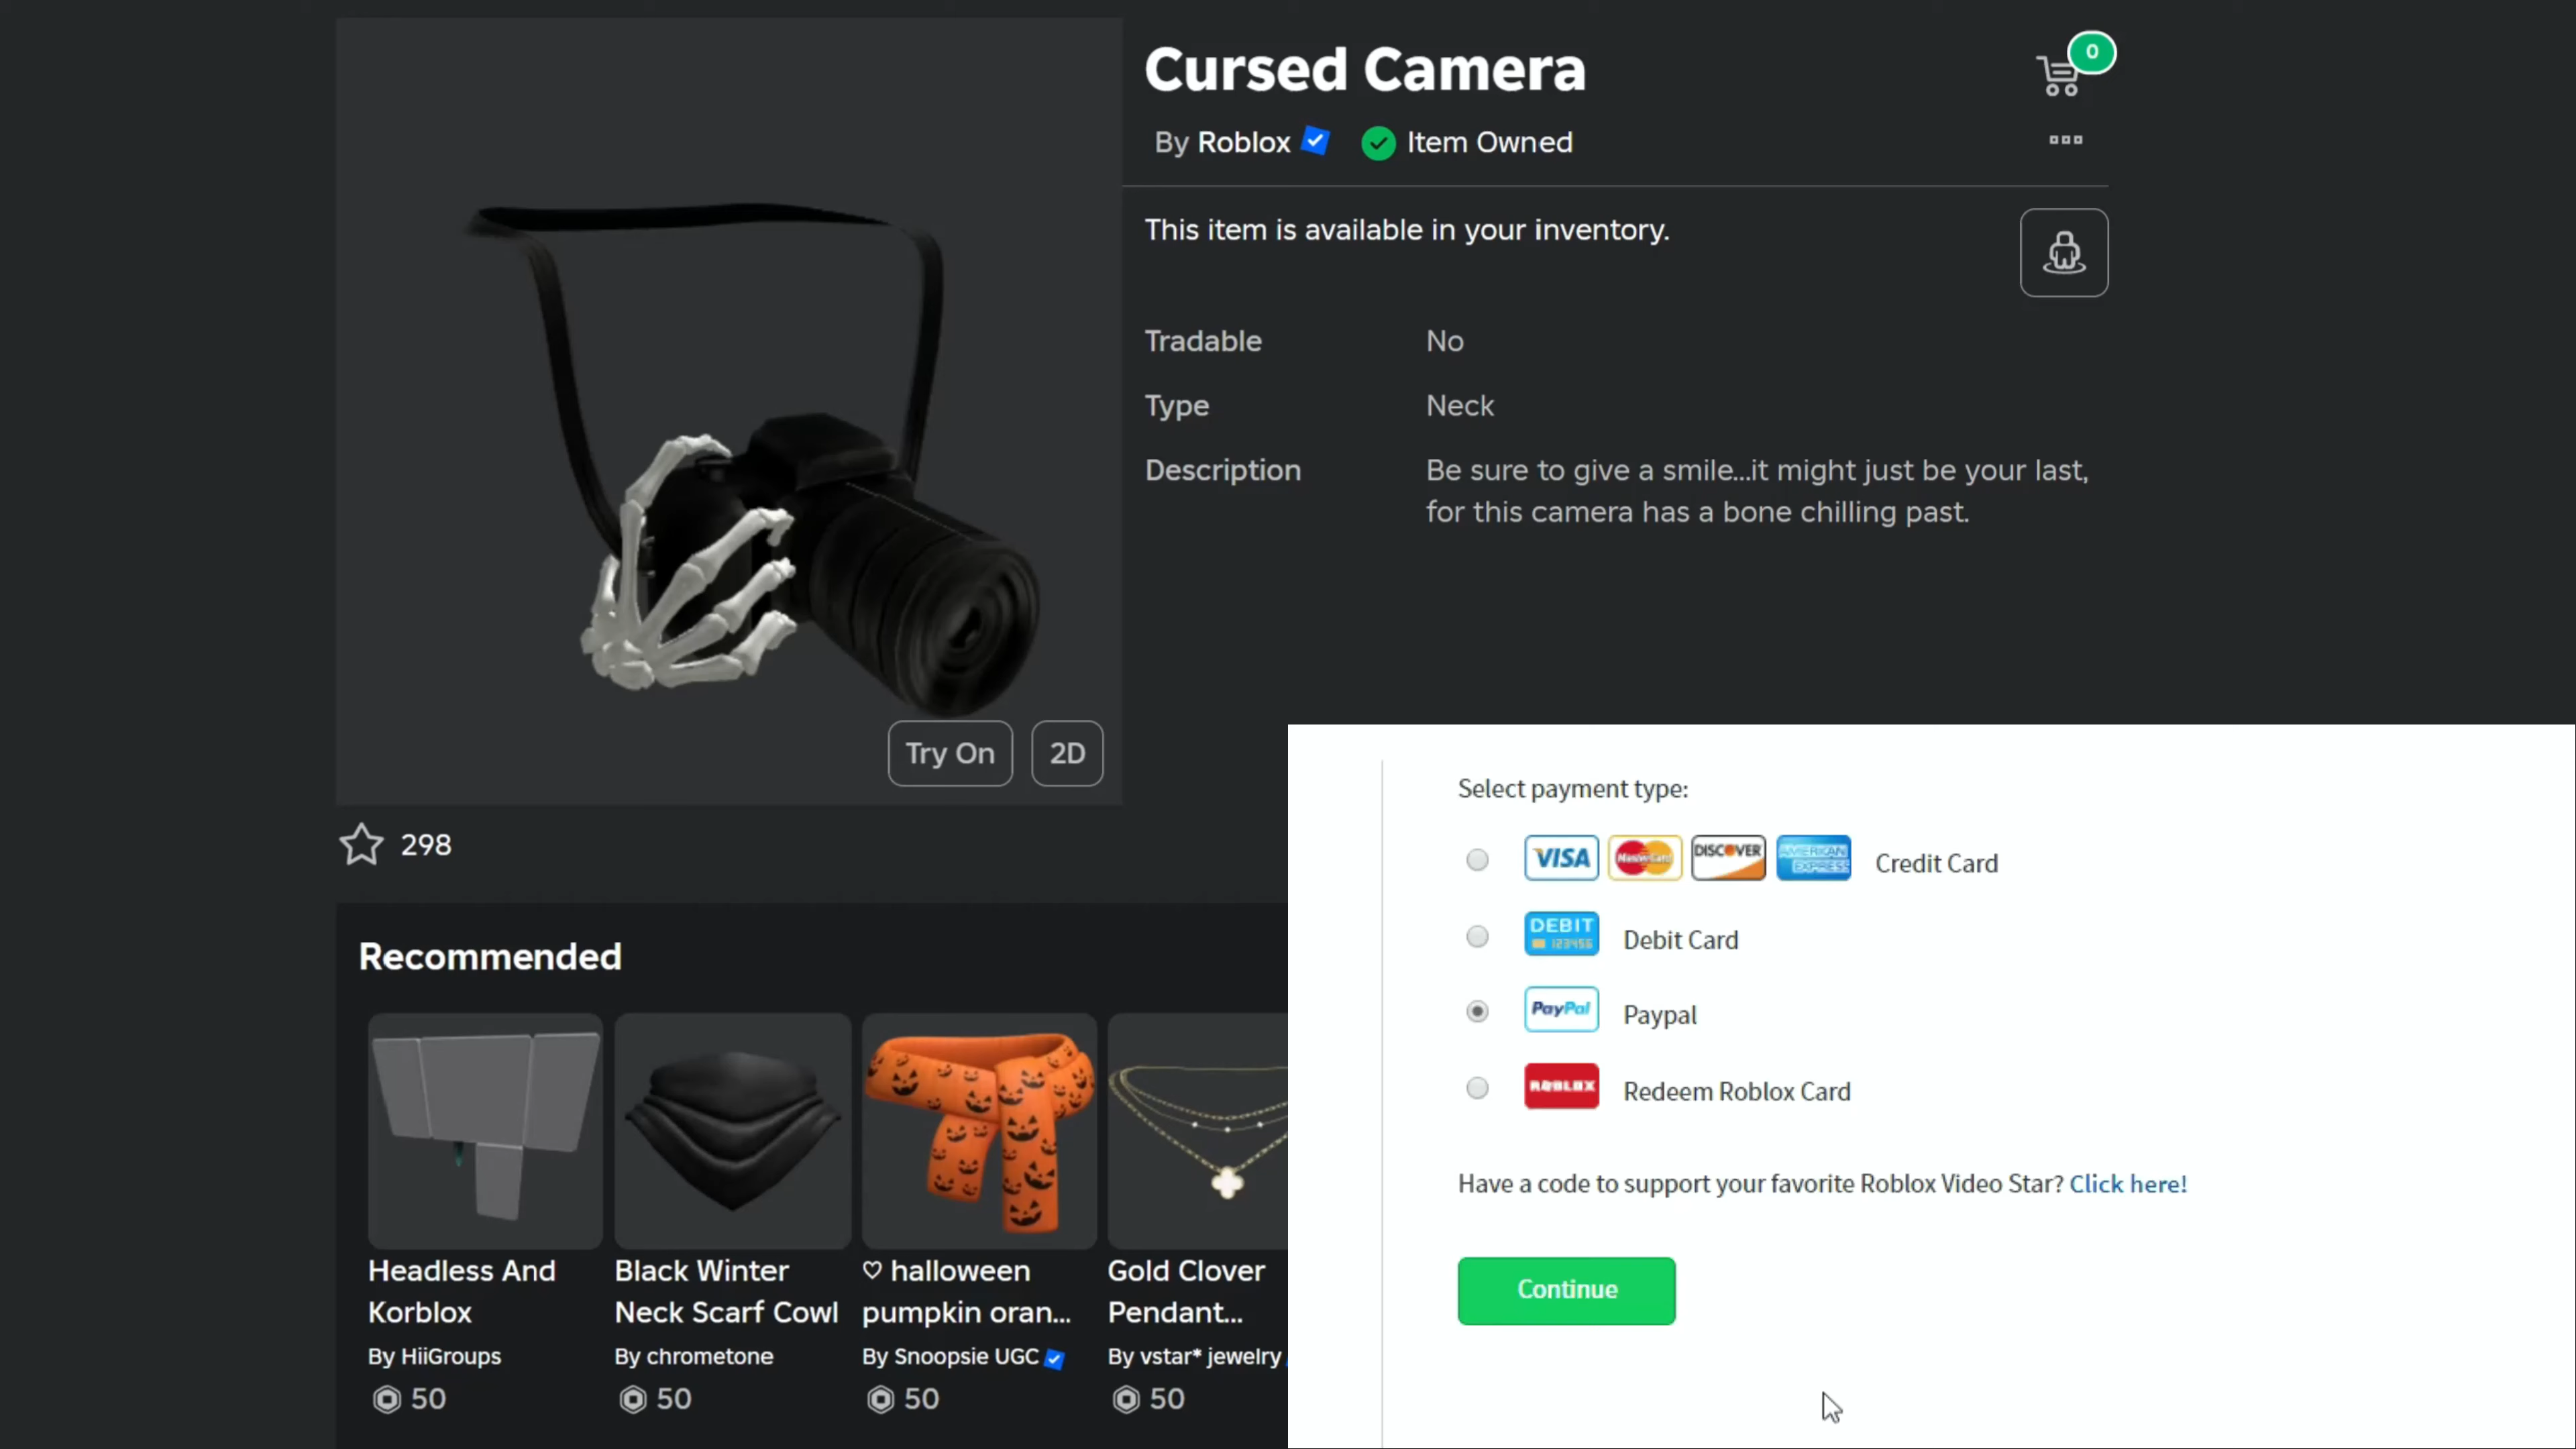 Cursed Camera
0
By Roblox
Item Owned
This item is available in your inventory.
Tradable No
Type Neck
Description Be sure to give a smile...it might just be your last,
for this camera has a bone chilling past.
Try On
2D
298
Recommended
Headless And
Korblox
By HiiGroups
50
Black Winter
Neck Scarf Cowl
By chrometone
50
♡ halloween
pumpkin oran...
By Snoopsie UGC
50
Gold Clover
Pendant...
By vstar* jewelry
50
Select payment type:
VISA MasterCard DISCOVER AMERICAN EXPRESS Credit Card
DEBIT 123456 Debit Card
PayPal Paypal
ROBLOX Redeem Roblox Card
Have a code to support your favorite Roblox Video Star? Click here!
Continue